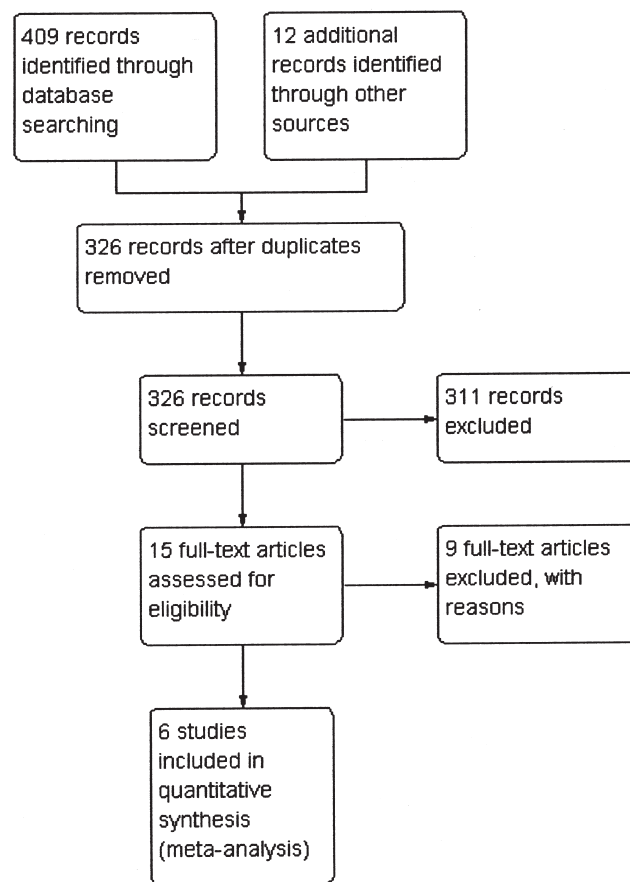 409 records
identified through
database
searching
12 additional
records identified
through other
sources
326 records after duplicates
removed
326 records
screened
311 records
excluded
15 full-text articles
assessed for
eligibility
9 full-text articles
excluded, with
reasons
6 studies
included in
quantitative
synthesis
(meta-analysis)